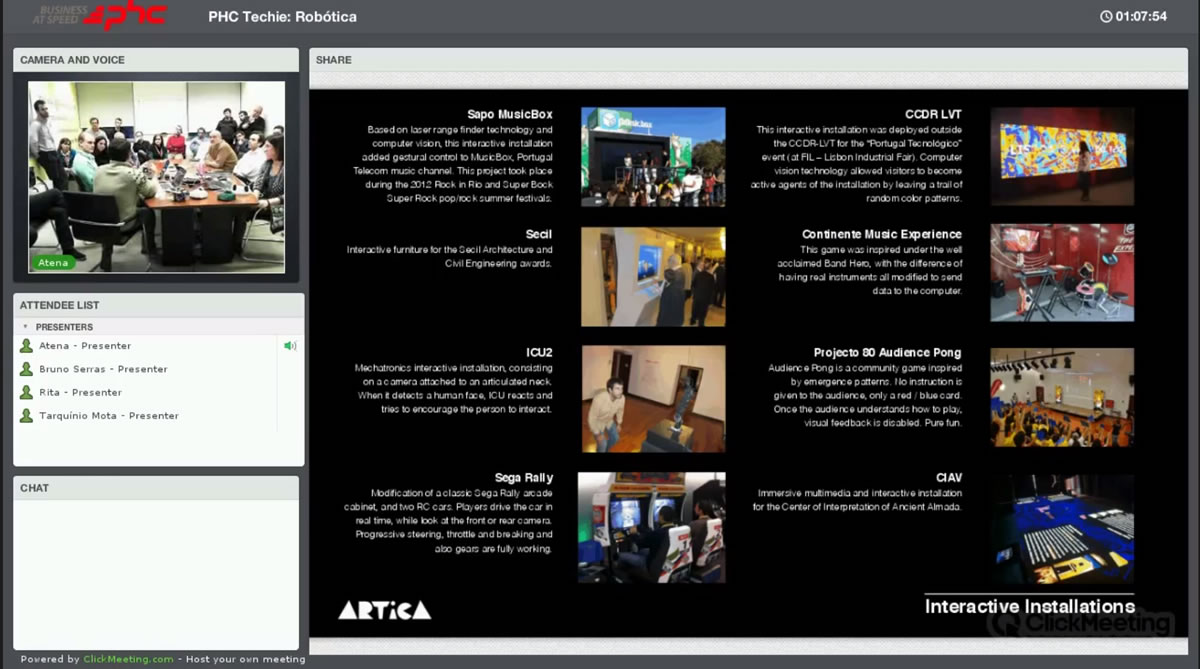 BUSINESS
AT SPEED
phc
PHC Techie: Robótica
01:07:54
CAMERA AND VOICE
Atena
ATTENDEE LIST
PRESENTERS
Atena - Presenter
Bruno Serras - Presenter
Rita - Presenter
Tarquínio Mota - Presenter
CHAT
Powered by ClickMeeting.com - Host your own meeting
SHARE
Sapo MusicBox
Based on laser range finder technology and
computer vision, this interactive installation
added gestural control to MusicBox, Portugal
Telecom music channel. This project took place
during the 2012 Rock in Rio and Super Bock
Super Rock pop/rock summer festivals.
Secil
Interactive furniture for the Secil Architecture and
Civil Engineering awards.
ICU2
Mechatronics interactive installation, consisting
on a camera attached to an articulated neck.
When it detects a human face, ICU reacts and
tries to encourage the person to interact.
Sega Rally
Modification of a classic Sega Rally arcade
cabinet, and two RC cars. Players drive the car in
real time, while look at the front or rear camera.
Progressive steering, throttle and breaking and
also gears are fully working.
CCDR LVT
This interactive installation was deployed outside
the CCDR-LVT for the "Portugal Tecnológico"
event (at FIL – Lisbon Industrial Fair). Computer
vision technology allowed visitors to become
active agents of the installation by leaving a trail of
random color patterns.
Continente Music Experience
This game was inspired under the well
acclaimed Band Hero, with the difference of
having real instruments all modified to send
data to the computer.
Projecto 80 Audience Pong
Audience Pong is a community game inspired
by emergence patterns. No instruction is
given to the audience, only a red / blue card.
Once the audience understands how to play,
visual feedback is disabled. Pure fun.
CIAV
Immersive multimedia and interactive installation
for the Center of Interpretation of Ancient Almada.
ARTiCA
Interactive Installations
ClickMeeting